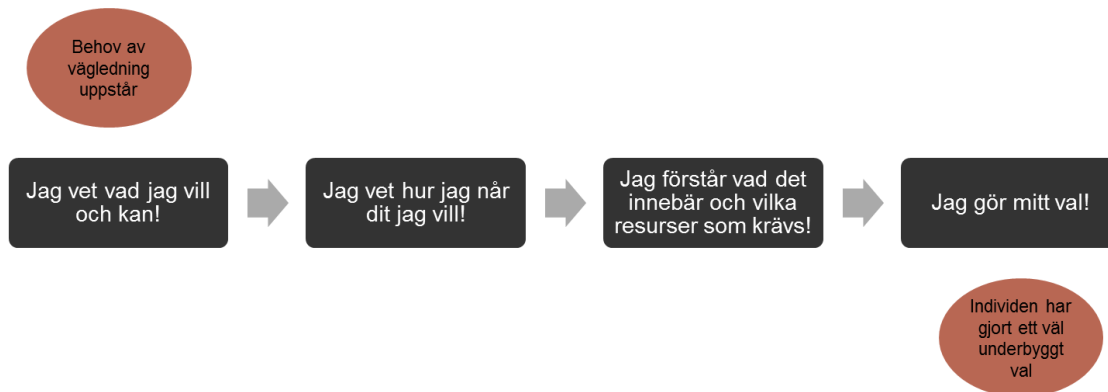 Behov av
vägledning
uppstår
Jag vet vad jag vill
och kan!
Jag vet hur jag når
dit jag vill!
Jag förstår vad det
innebär och vilka
resurser som krävs!
Jag gör mitt val!
Individen har
gjort ett väl
underbyggt
val